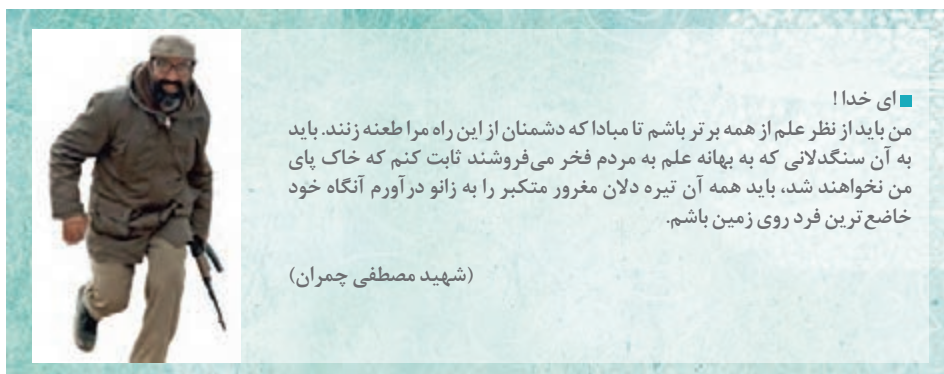 ای خدا !
من باید از نظر علم از همه برتر باشم تا مبادا که دشمنان از این راه مرا طعنه زنند. باید
به آن سنگدلانی که به بهانه علم به مردم فخر می‌فروشند ثابت کنم که خاک پای
من نخواهند شد، باید همه آن تیره دلان مغرور متکبر را به زانو درآورم آنگاه خود
خاضع‌ترین فرد روی زمین باشم.
(شهید مصطفی چمران)